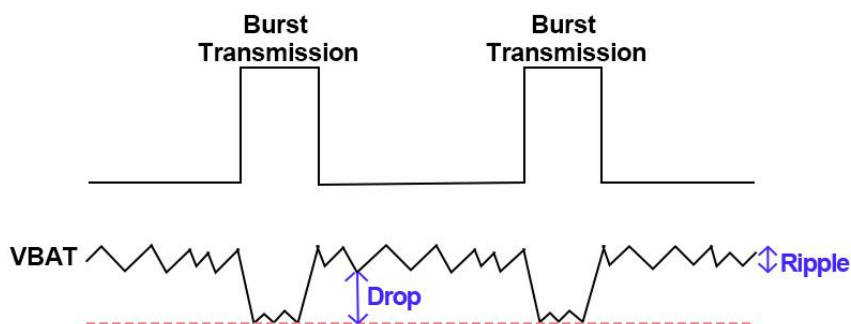 Burst
Transmission
Burst
Transmission
VBAT
Ripple
Drop